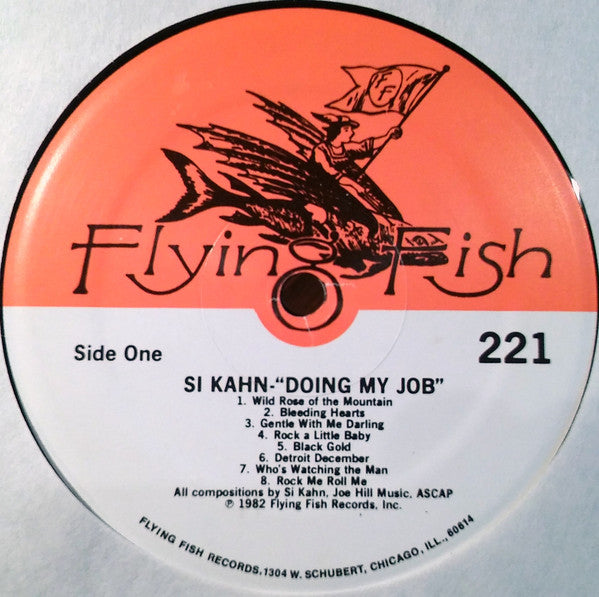 FF
Flying Fish
Side One
221
SI KAHN-"DOING MY JOB"
1. Wild Rose of the Mountain
2. Bleeding Hearts
3. Gentle With Me Darling
4. Rock a Little Baby
5. Black Gold
6. Detroit December
7. Who's Watching the Man
8. Rock Me Roll Me
All compositions by Si Kahn, Joe Hill Music, ASCAP
℗ 1982 Flying Fish Records, Inc.
FLYING FISH RECORDS, 1304 W. SCHUBERT, CHICAGO, ILL., 60614